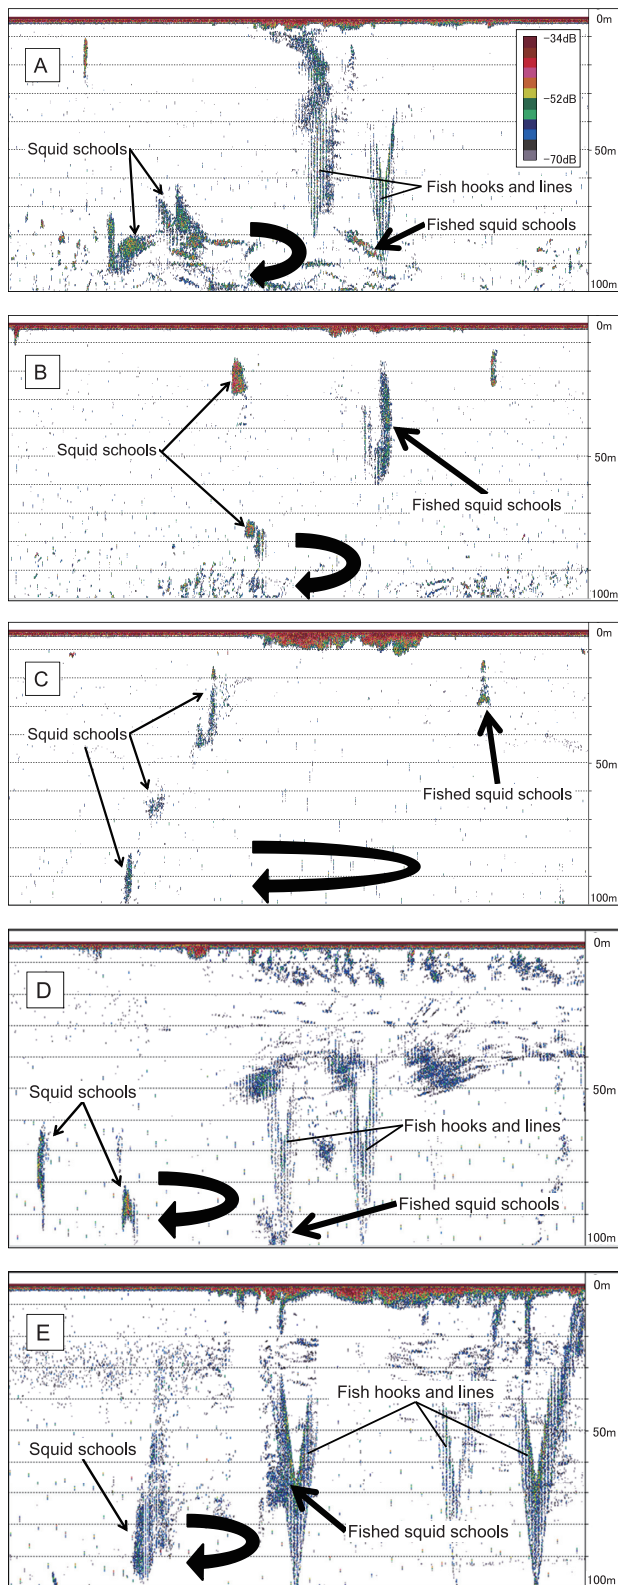 0m
A
−34dB
−52dB
−70dB
Squid schools
50m
Fish hooks and lines
Fished squid schools
100m
0m
B
Squid schools
50m
Fished squid schools
100m
0m
C
Squid schools
50m
Fished squid schools
100m
0m
D
Squid schools
50m
Fish hooks and lines
Fished squid schools
100m
0m
E
Fish hooks and lines
50m
Squid schools
Fished squid schools
100m